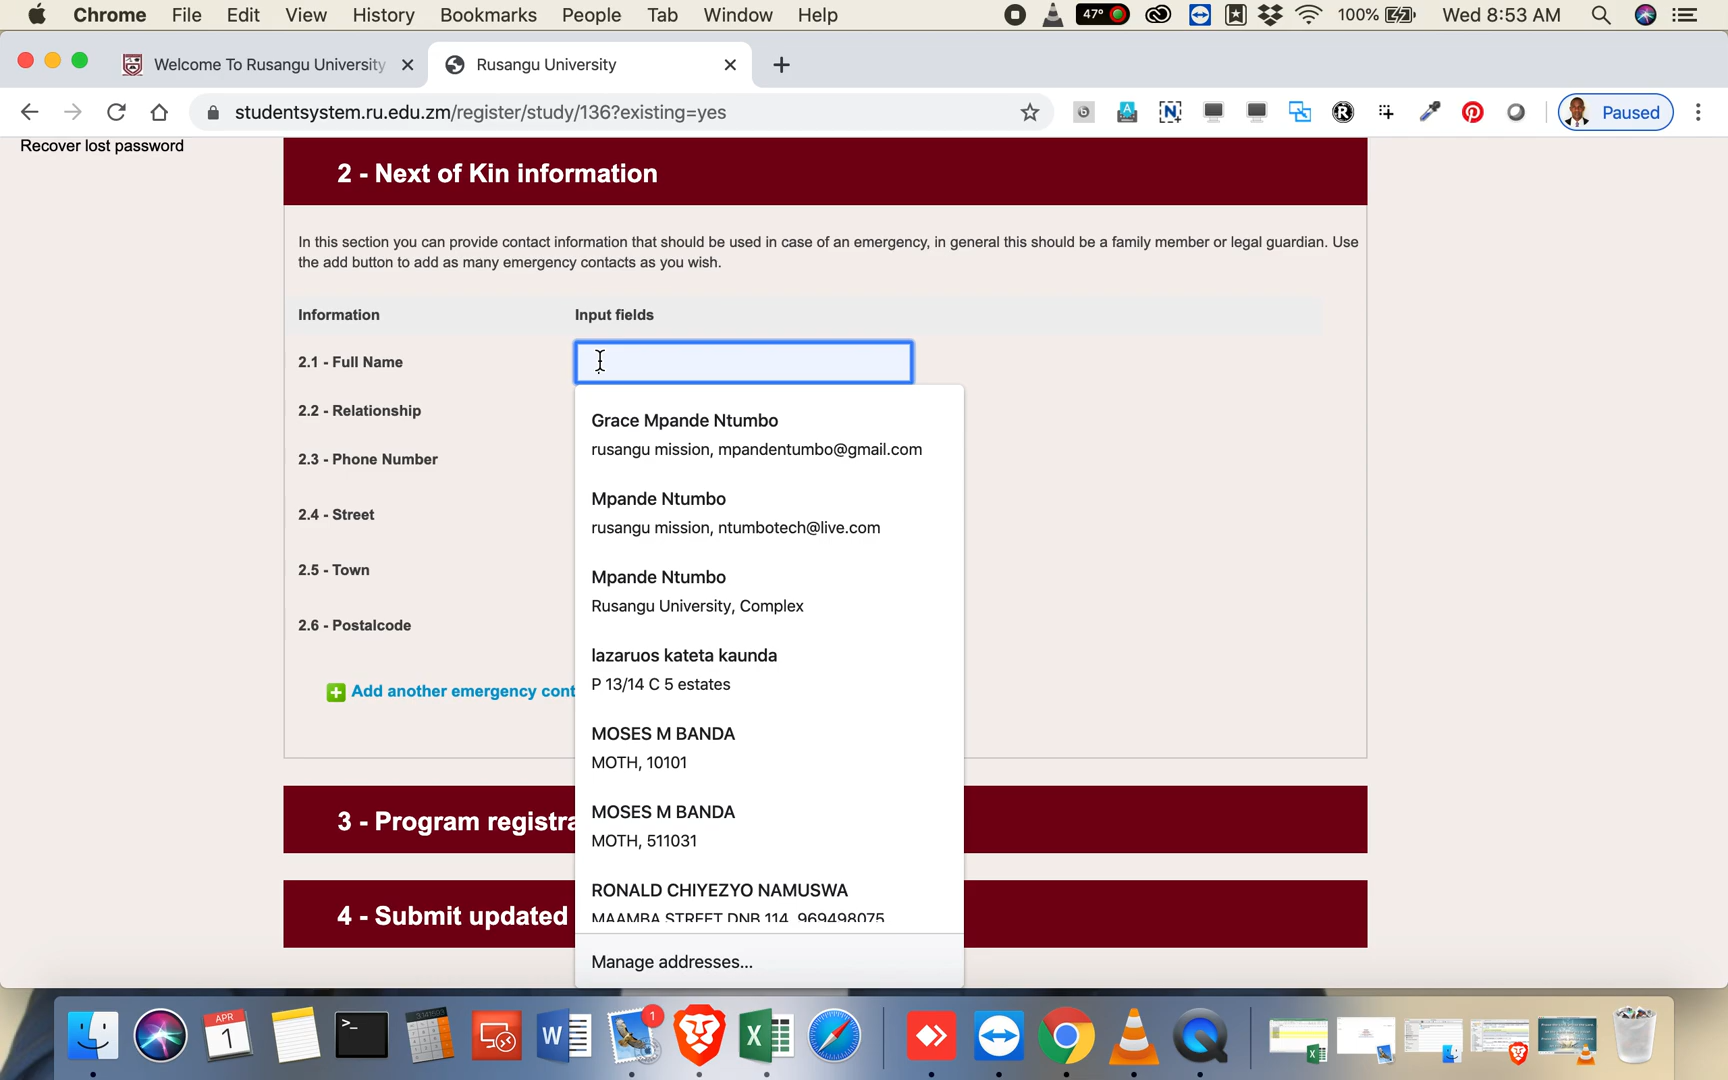 Chrome File Edit View History Bookmarks People Tab Window Help 47° 100% Wed 8:53 AM
Welcome To Rusangu University
Rusangu University
studentsystem.ru.edu.zm/register/study/136?existing=yes
Paused
Recover lost password
2 - Next of Kin information
In this section you can provide contact information that should be used in case of an emergency, in general this should be a family member or legal guardian. Use
the add button to add as many emergency contacts as you wish.
Information Input fields
2.1 - Full Name
2.2 - Relationship
2.3 - Phone Number
2.4 - Street
2.5 - Town
2.6 - Postalcode
Add another emergency cont
Grace Mpande Ntumbo
rusangu mission, mpandentumbo@gmail.com
Mpande Ntumbo
rusangu mission, ntumbotech@live.com
Mpande Ntumbo
Rusangu University, Complex
lazaruos kateta kaunda
P 13/14 C 5 estates
MOSES M BANDA
MOTH, 10101
MOSES M BANDA
MOTH, 511031
RONALD CHIYEZYO NAMUSWA
MAAMBA STREET DNB 114, 969498075
Manage addresses...
3 - Program registra
4 - Submit updated
APR
1
1